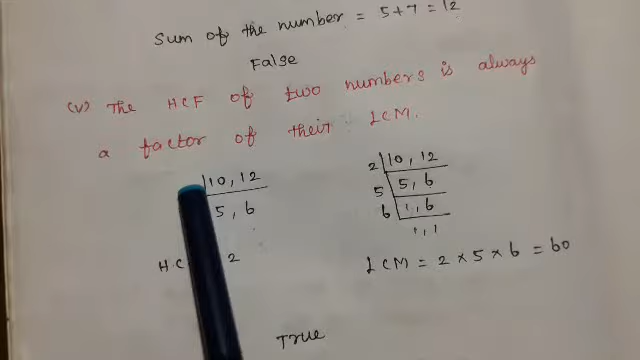 Sum of the number = 5+7 = 12
False
(v) The HCF of two numbers is always
a factor of their LCM.
10, 12
5, 6
H.C 2
2 10, 12
5 5, 6
6 1, 6
1, 1
LCM = 2 × 5 × 6 = 60
True